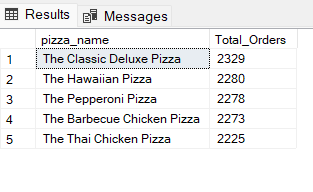 Results Messages
pizza_name Total_Orders
1 The Classic Deluxe Pizza 2329
2 The Hawaiian Pizza 2280
3 The Pepperoni Pizza 2278
4 The Barbecue Chicken Pizza 2273
5 The Thai Chicken Pizza 2225